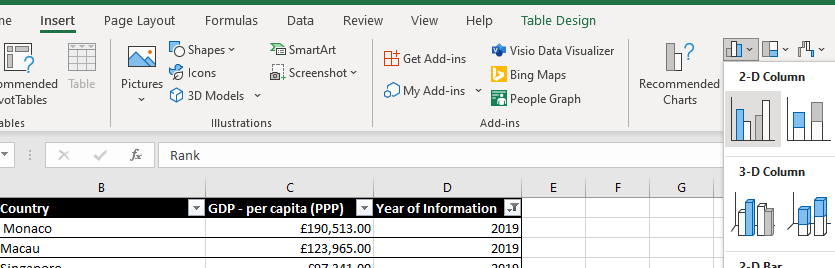 Insert Page Layout Formulas Data Review View Help Table Design
Shapes SmartArt Get Add-ins Visio Data Visualizer 2-D Column
ommended Table Pictures Icons Screenshot Bing Maps Recommended
votTables 3D Models My Add-ins People Graph Charts
ables Illustrations Add-ins
fx Rank
3-D Column
B C D E F G
Country GDP - per capita (PPP) Year of Information
Monaco £190,513.00 2019
Macau £123,965.00 2019
Singapore £97,341.00 2019
2-D Bar